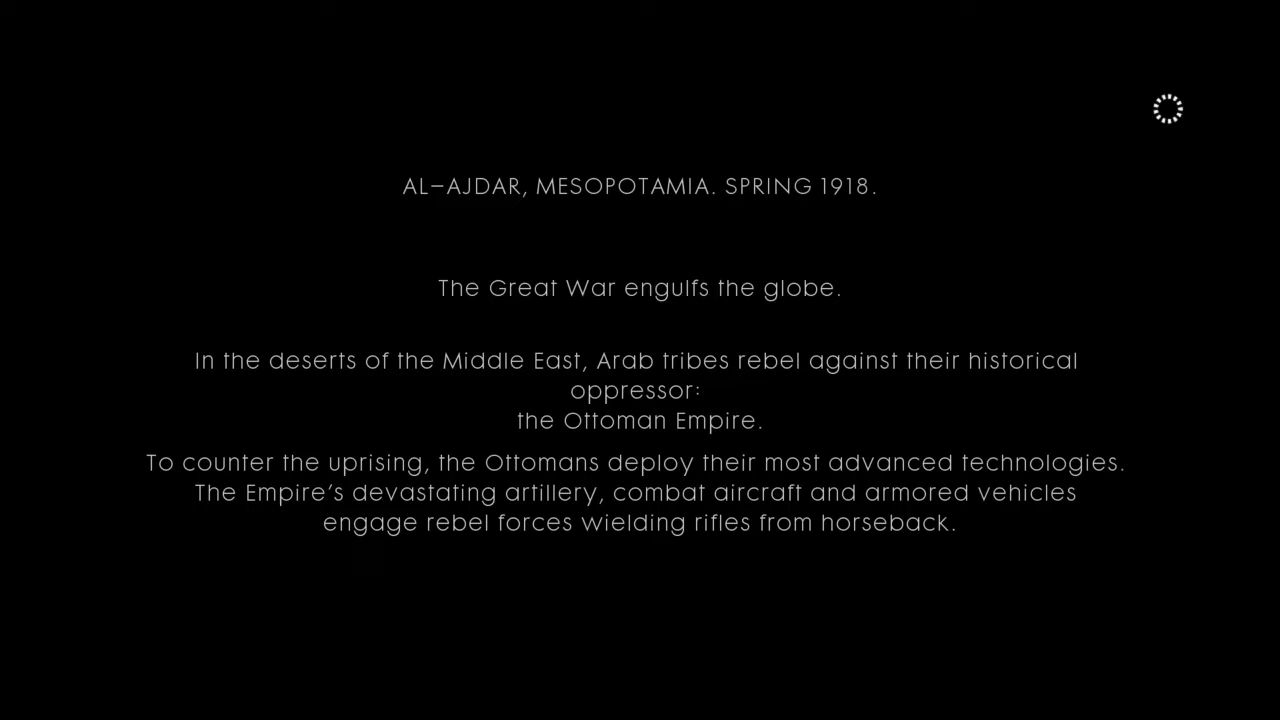 AL–AJDAR, MESOPOTAMIA. SPRING 1918.
The Great War engulfs the globe.
In the deserts of the Middle East, Arab tribes rebel against their historical
oppressor:
the Ottoman Empire.
To counter the uprising, the Ottomans deploy their most advanced technologies.
The Empire's devastating artillery, combat aircraft and armored vehicles
engage rebel forces wielding rifles from horseback.